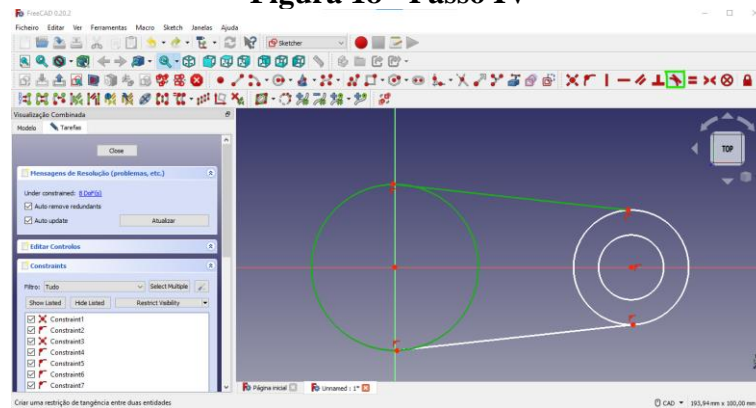 Figura 18 - Passo IV
FreeCAD 0.20.2
Ficheiro Editar Ver Ferramentas Macro Sketch Janelas Ajuda
Sketcher
Visualização Combinada
Modelo Tarefas
Close
Mensagens de Resolução (problemas, etc.)
Under constrained: 8 DoF(s)
Auto remove redundants
Auto update Atualizar
Editar Controlos
Constraints
Filtro: Tudo Select Multiple
Show Listed Hide Listed Restrict Visibility
Constraint1
Constraint2
Constraint3
Constraint4
Constraint5
Constraint6
Constraint7
TOP
Página inicial Unnamed : 1*
Criar uma restrição de tangência entre duas entidades CAD 193,94 mm x 100,00 mm